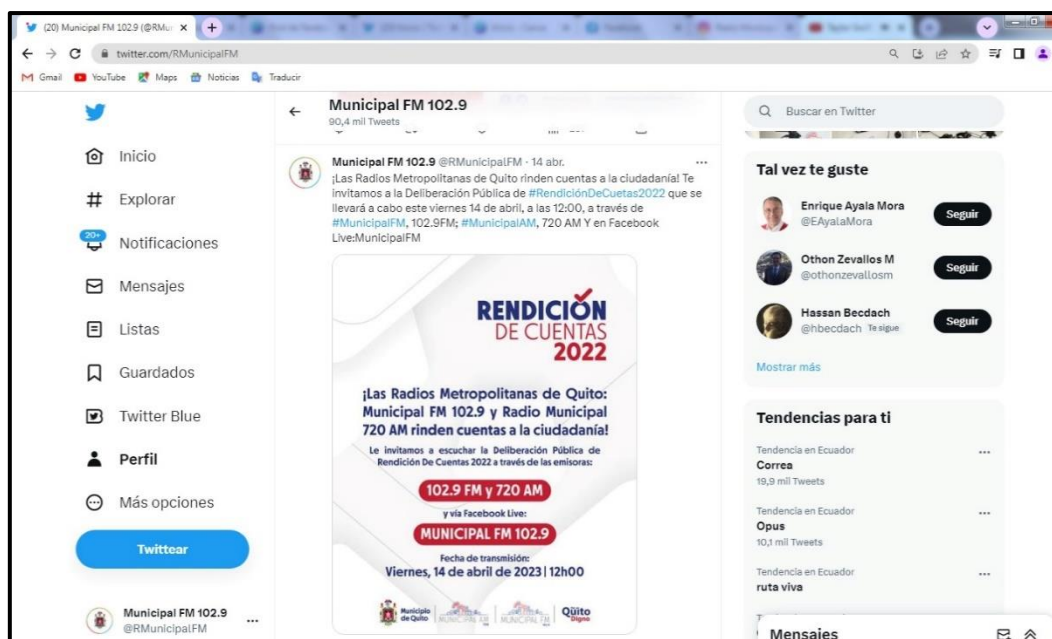 (20) Municipal FM 102.9 (@RMu
twitter.com/RMunicipalFM
Gmail YouTube Maps Noticias Traducir
Inicio
Explorar
20+
Notificaciones
Mensajes
Listas
Guardados
Twitter Blue
Perfil
Más opciones
Twittear
Municipal FM 102.9
@RMunicipalFM
Municipal FM 102.9
90,4 mil Tweets
Municipal FM 102.9 @RMunicipalFM · 14 abr.
¡Las Radios Metropolitanas de Quito rinden cuentas a la ciudadanía! Te
invitamos a la Deliberación Pública de #RendiciónDeCuetas2022 que se
llevará a cabo este viernes 14 de abril, a las 12:00, a través de
#MunicipalFM, 102.9FM; #MunicipalAM, 720 AM Y en Facebook
Live:MunicipalFM
RENDICIÓN
DE CUENTAS
2022
¡Las Radios Metropolitanas de Quito:
Municipal FM 102.9 y Radio Municipal
720 AM rinden cuentas a la ciudadanía!
Le invitamos a escuchar la Deliberación Pública de
Rendición De Cuentas 2022 a través de las emisoras:
102.9 FM y 720 AM
y vía Facebook Live:
MUNICIPAL FM 102.9
Fecha de transmisión:
Viernes, 14 de abril de 2023 | 12h00
Municipio
de Quito
MUNICIPAL AM
MUNICIPAL FM
Quito
Digno
Buscar en Twitter
Tal vez te guste
Enrique Ayala Mora
@EAyalaMora
Seguir
Othon Zevallos M
@othonzevallosm
Seguir
Hassan Becdach
@hbecdach Te sigue
Seguir
Mostrar más
Tendencias para ti
Tendencia en Ecuador
Correa
19,9 mil Tweets
Tendencia en Ecuador
Opus
10,1 mil Tweets
Tendencia en Ecuador
ruta viva
Mensajes